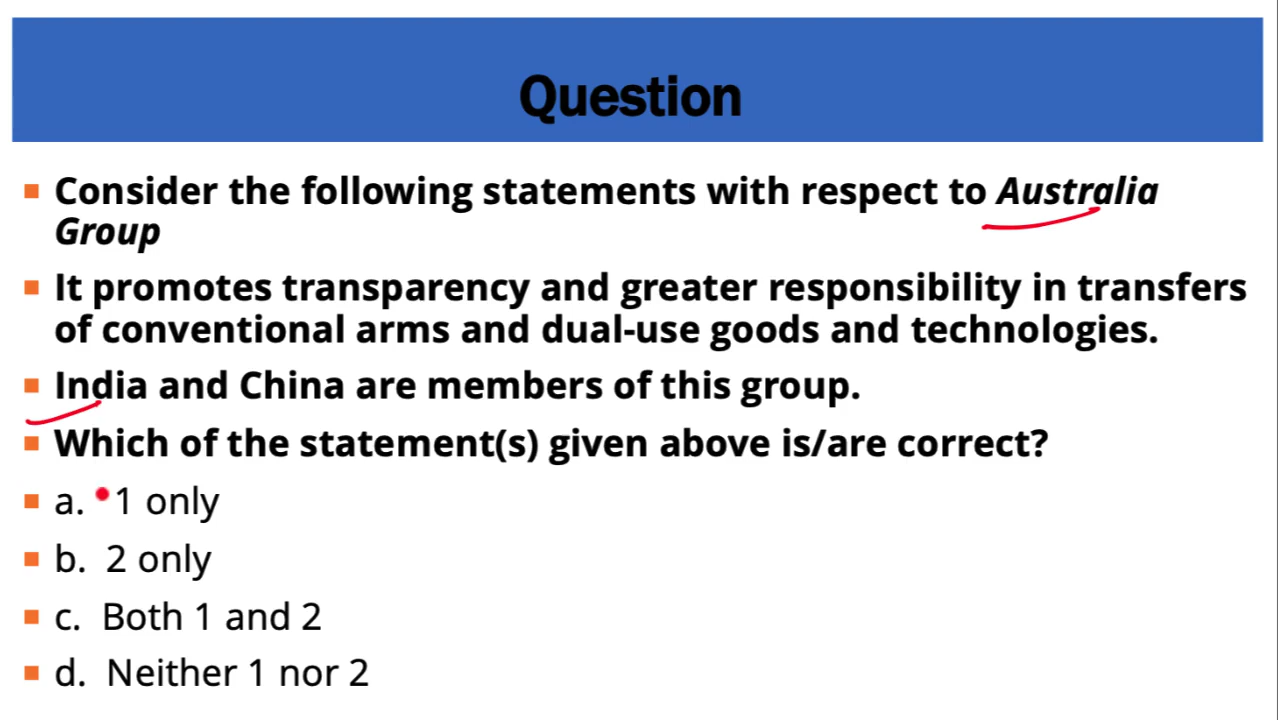 Question
Consider the following statements with respect to Australia
Group
It promotes transparency and greater responsibility in transfers
of conventional arms and dual-use goods and technologies.
India and China are members of this group.
Which of the statement(s) given above is/are correct?
a. 1 only
b. 2 only
c. Both 1 and 2
d. Neither 1 nor 2